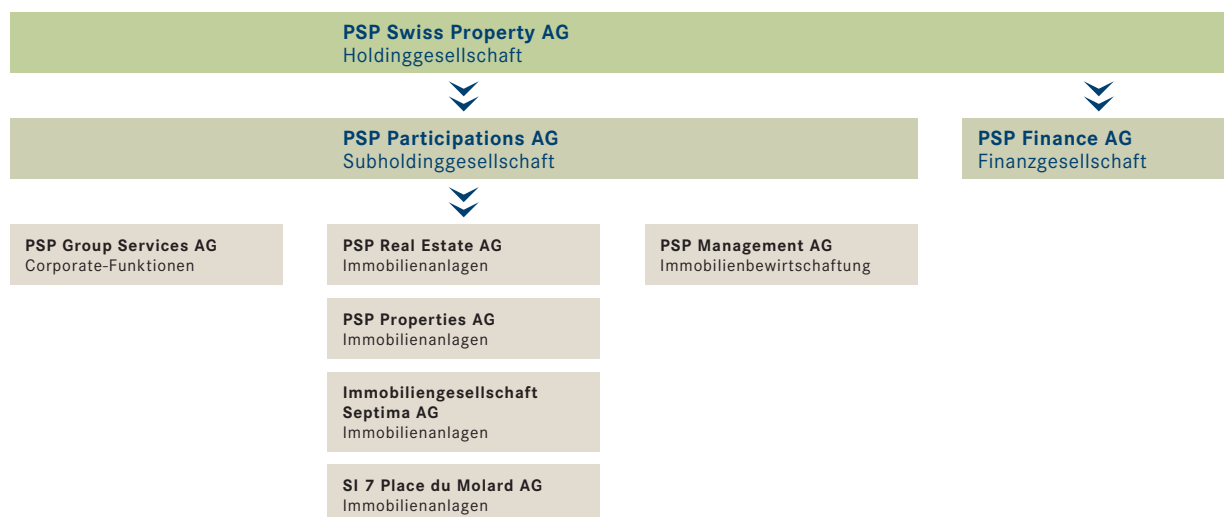 PSP Swiss Property AG
Holdinggesellschaft
PSP Participations AG
Subholdinggesellschaft
PSP Finance AG
Finanzgesellschaft
PSP Group Services AG
Corporate-Funktionen
PSP Real Estate AG
Immobilienanlagen
PSP Management AG
Immobilienbewirtschaftung
PSP Properties AG
Immobilienanlagen
Immobiliengesellschaft
Septima AG
Immobilienanlagen
SI 7 Place du Molard AG
Immobilienanlagen